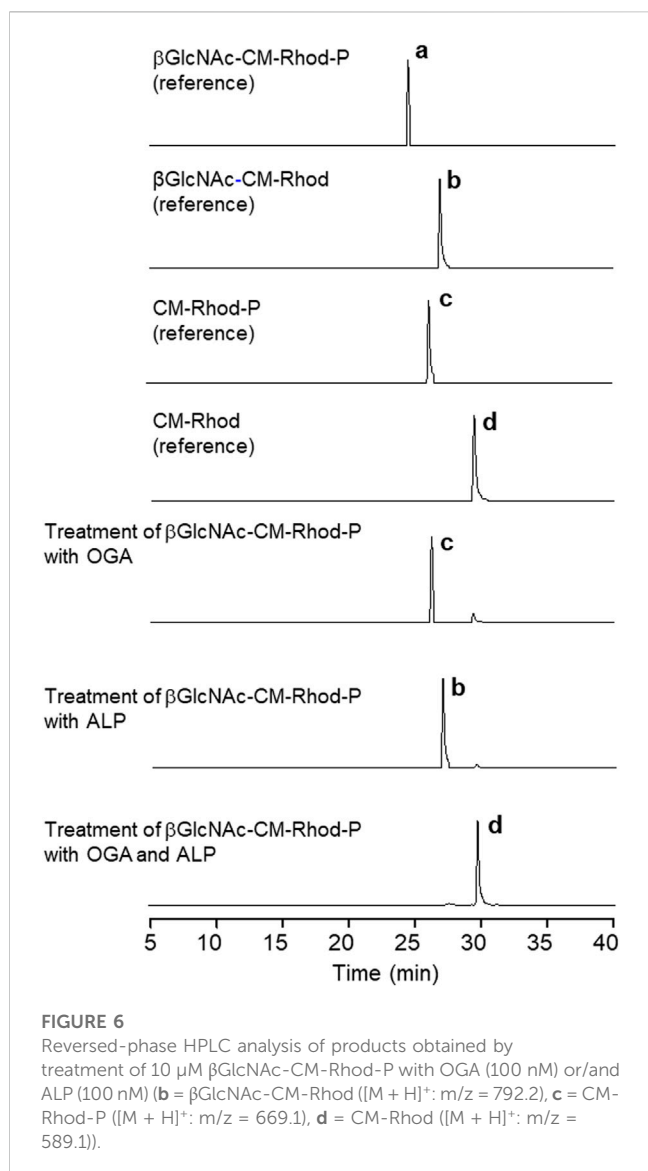 βGlcNAc-CM-Rhod-P
(reference)
a
βGlcNAc-CM-Rhod
(reference)
b
CM-Rhod-P
(reference)
c
CM-Rhod
(reference)
d
Treatment of βGlcNAc-CM-Rhod-P
with OGA
c
Treatment of βGlcNAc-CM-Rhod-P
with ALP
b
Treatment of βGlcNAc-CM-Rhod-P
with OGA and ALP
d
5 10 15 20 25 30 35 40
Time (min)
FIGURE 6
Reversed-phase HPLC analysis of products obtained by
treatment of 10 μM βGlcNAc-CM-Rhod-P with OGA (100 nM) or/and
ALP (100 nM) (b = βGlcNAc-CM-Rhod ([M + H]⁺: m/z = 792.2), c = CM-
Rhod-P ([M + H]⁺: m/z = 669.1), d = CM-Rhod ([M + H]⁺: m/z =
589.1)).